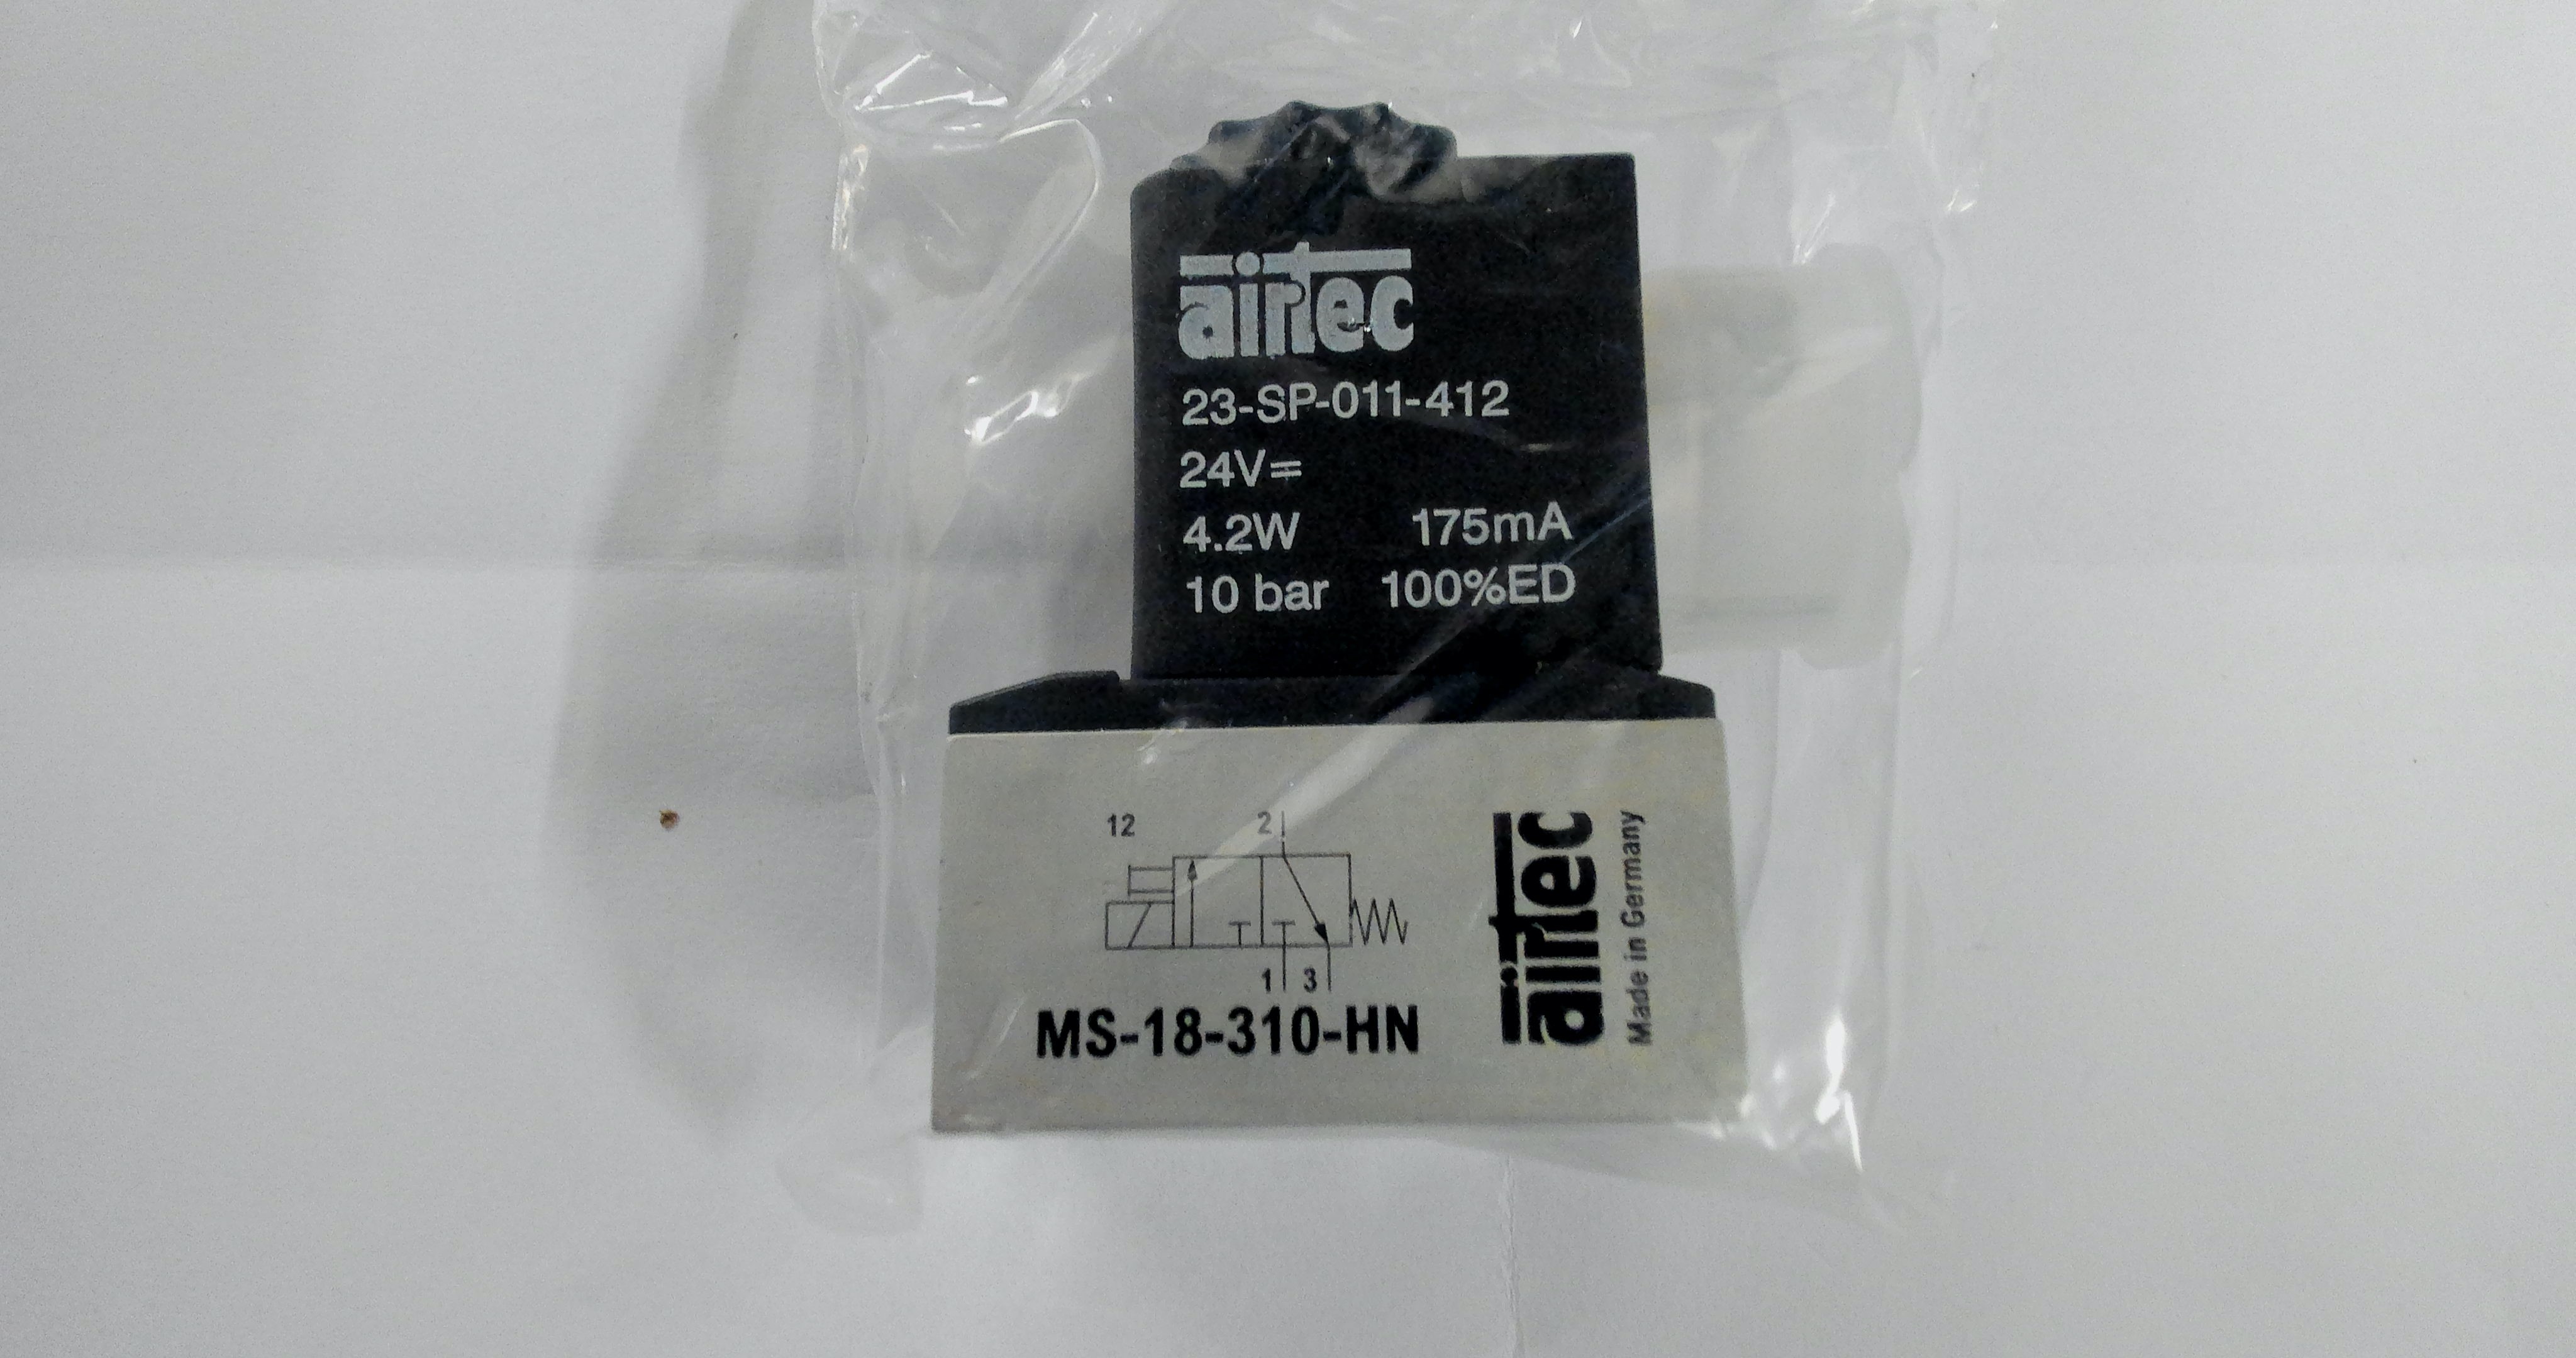 airtec
23-SP-011-412
24V=
4.2W 175mA
10 bar 100%ED
12 2
1 3
MS-18-310-HN
airtec
Made in Germany